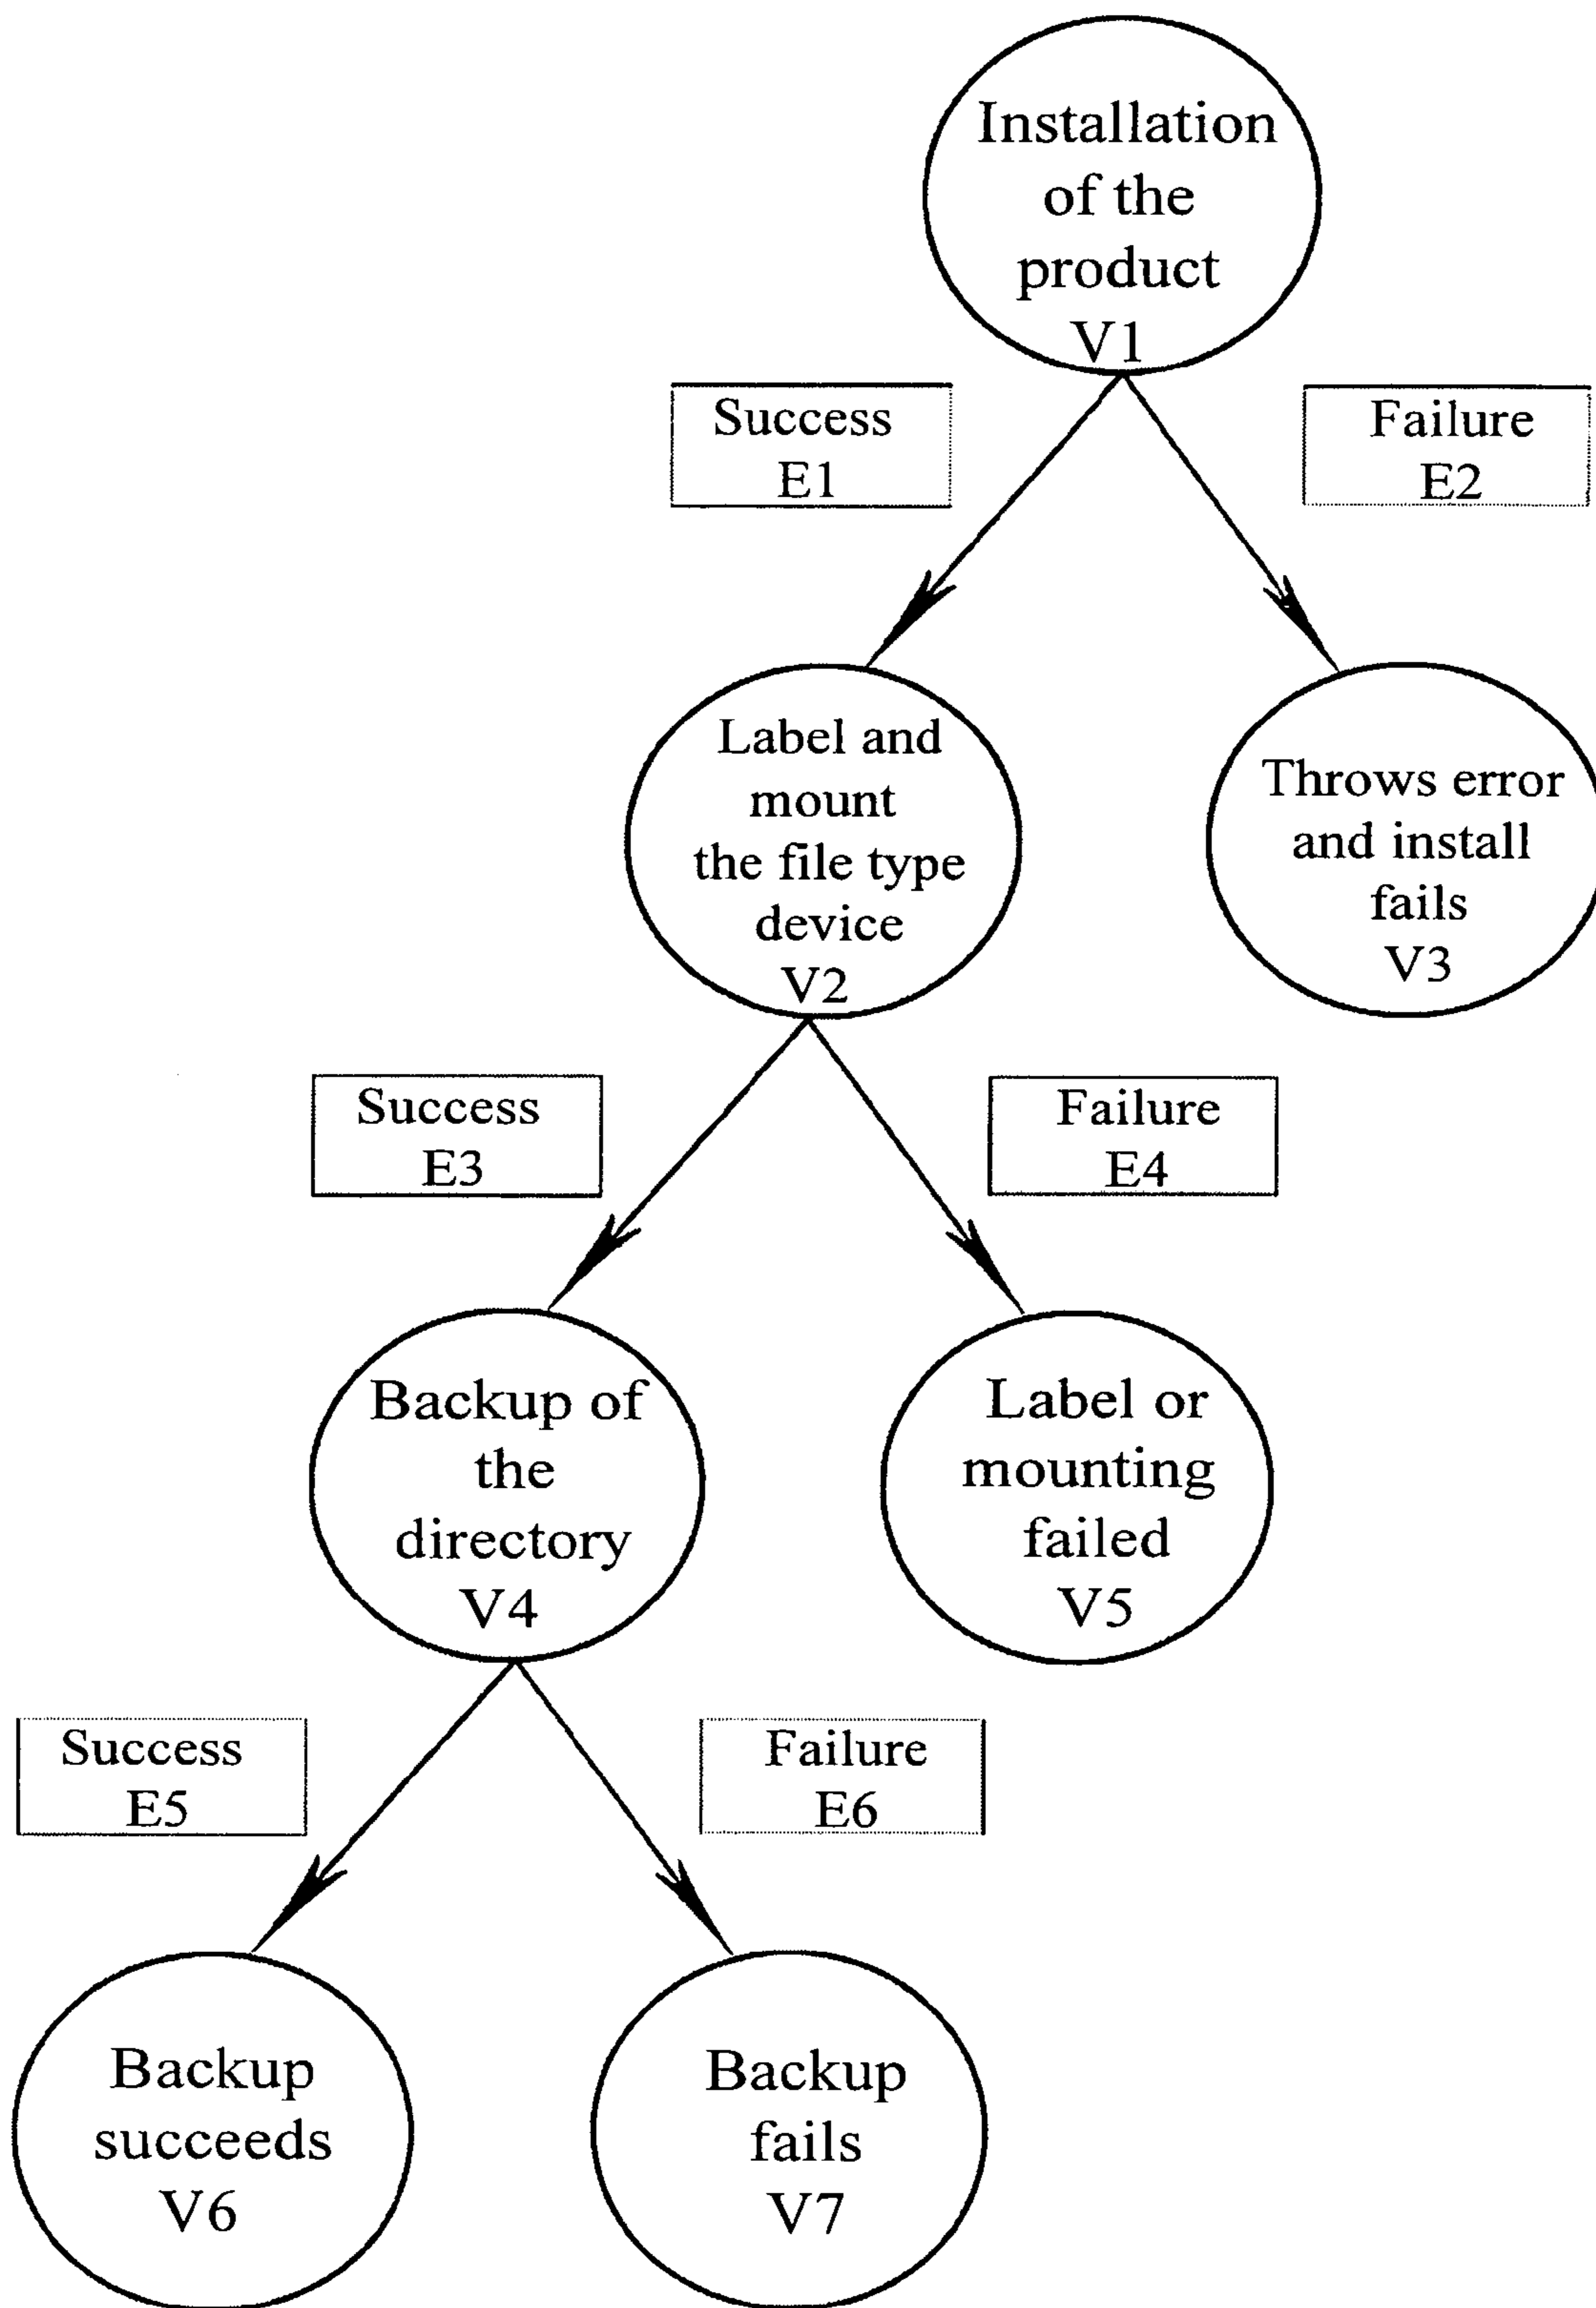 Installation
of the
product
V1
Success
E1
Failure
E2
Label and
mount
the file type
device
V2
Throws error
and install
fails
V3
Success
E3
Failure
E4
Backup of
the
directory
V4
Label or
mounting
failed
V5
Success
E5
Failure
E6
Backup
succeeds
V6
Backup
fails
V7